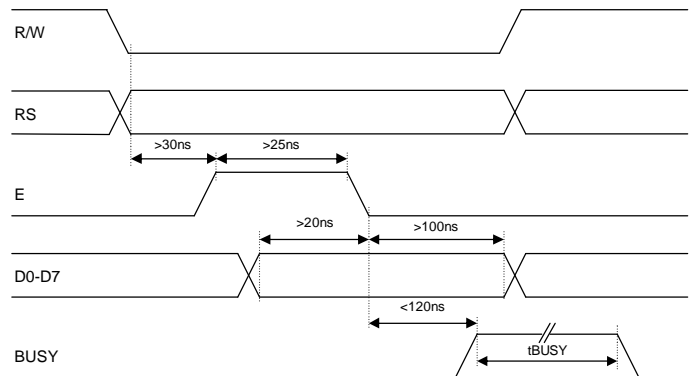 R/W
RS
>30ns >25ns
E
>20ns >100ns
D0-D7
<120ns
tBUSY
BUSY